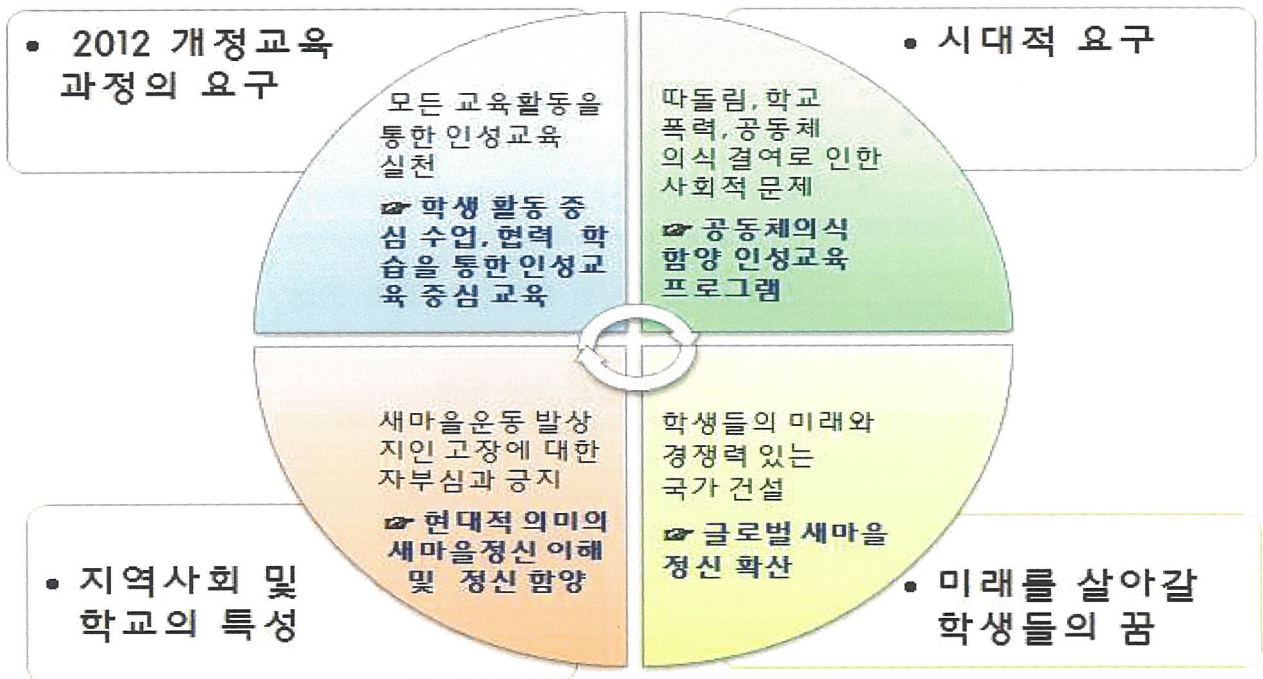 • 2012 개정교육
과정의 요구
모든 교육활동을
통한 인성교육
실천
☞ 학생 활동 중
심 수업, 협력 학
습을 통한 인성교
육 중심 교육
• 시대적 요구
따돌림, 학교
폭력, 공동체
의식 결여로 인한
사회적 문제
☞ 공동체의식
함양 인성교육
프로그램
새마을운동 발상
지인 고장에 대한
자부심과 긍지
☞ 현대적 의미의
새마을정신 이해
및 정신 함양
• 지역사회 및
학교의 특성
학생들의 미래와
경쟁력 있는
국가 건설
☞ 글로벌 새마을
정신 확산
• 미래를 살아갈
학생들의 꿈